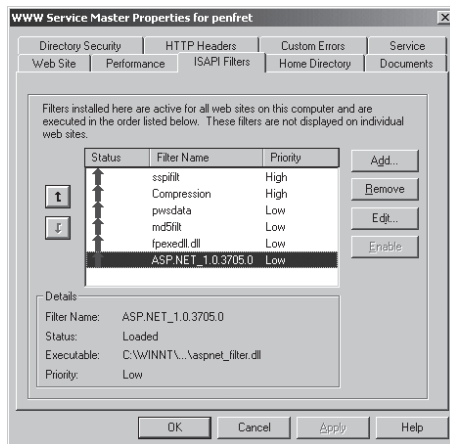 WWW Service Master Properties for penfret
Directory Security HTTP Headers Custom Errors Service
Web Site Performance ISAPI Filters Home Directory Documents
Filters installed here are active for all web sites on this computer and are
executed in the order listed below. These filters are not displayed on individual
web sites.
Status Filter Name Priority
sspifilt High
Compression High
pwsdata Low
md5filt Low
fpexedll.dll Low
ASP.NET_1.0.3705.0 Low
Add...
Remove
Edit...
Enable
Details
Filter Name: ASP.NET_1.0.3705.0
Status: Loaded
Executable: C:\WINNT\...\aspnet_filter.dll
Priority: Low
OK Cancel Apply Help